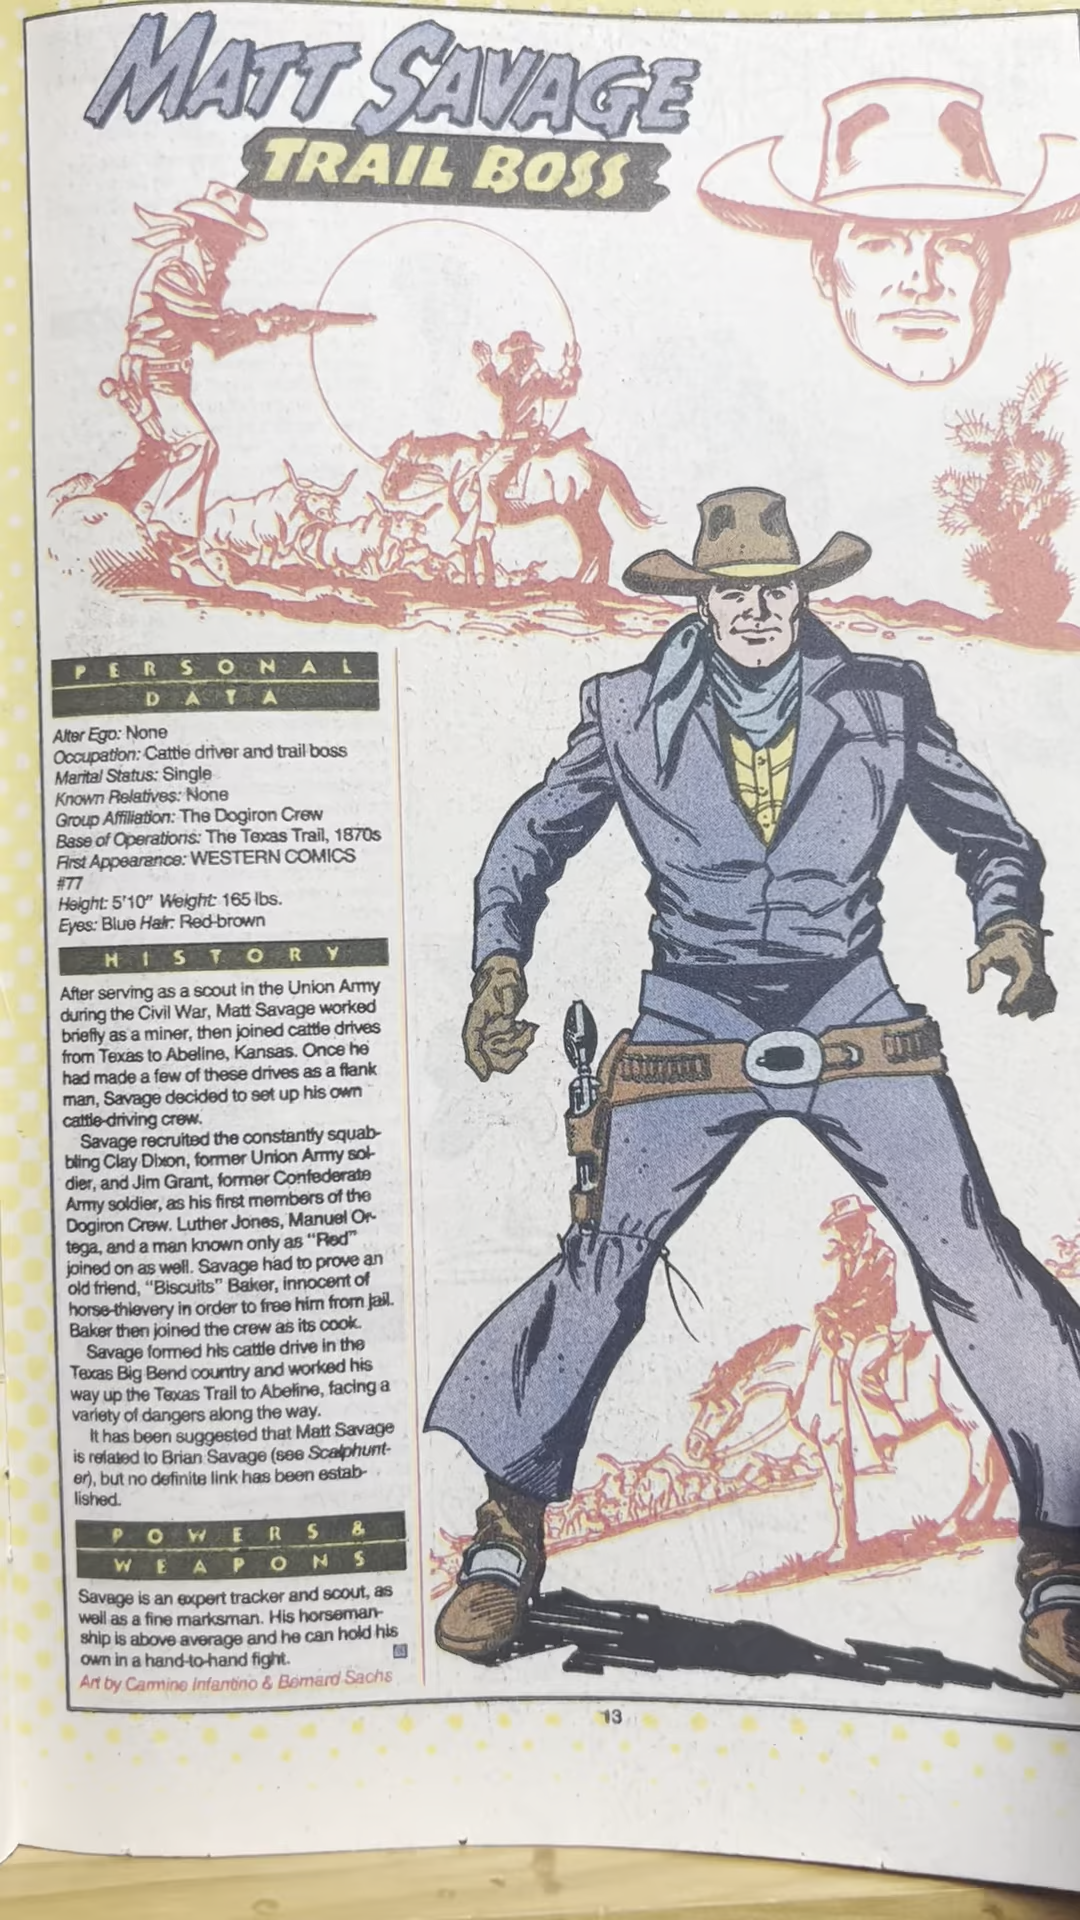 MATT SAVAGE
TRAIL BOSS
PERSONAL
DATA
Alter Ego: None
Occupation: Cattle driver and trail boss
Marital Status: Single
Known Relatives: None
Group Affiliation: The Dogiron Crew
Base of Operations: The Texas Trail, 1870s
First Appearance: WESTERN COMICS
#77
Height: 5'10" Weight: 165 lbs.
Eyes: Blue Hair: Red-brown
HISTORY
After serving as a scout in the Union Army
during the Civil War, Matt Savage worked
briefly as a miner, then joined cattle drives
from Texas to Abeline, Kansas. Once he
had made a few of these drives as a flank
man, Savage decided to set up his own
cattle-driving crew.
Savage recruited the constantly squab-
bling Clay Dixon, former Union Army sol-
dier, and Jim Grant, former Confederate
Army soldier, as his first members of the
Dogiron Crew. Luther Jones, Manuel Or-
tega, and a man known only as "Red"
joined on as well. Savage had to prove an
old friend, "Biscuits" Baker, innocent of
horse-thievery in order to free him from jail.
Baker then joined the crew as its cook.
Savage formed his cattle drive in the
Texas Big Bend country and worked his
way up the Texas Trail to Abeline, facing a
variety of dangers along the way.
It has been suggested that Matt Savage
is related to Brian Savage (see Scalphunt-
er), but no definite link has been estab-
lished.
POWERS &
WEAPONS
Savage is an expert tracker and scout, as
well as a fine marksman. His horseman-
ship is above average and he can hold his
own in a hand-to-hand fight.
Art by Carmine Infantino & Bernard Sachs
13